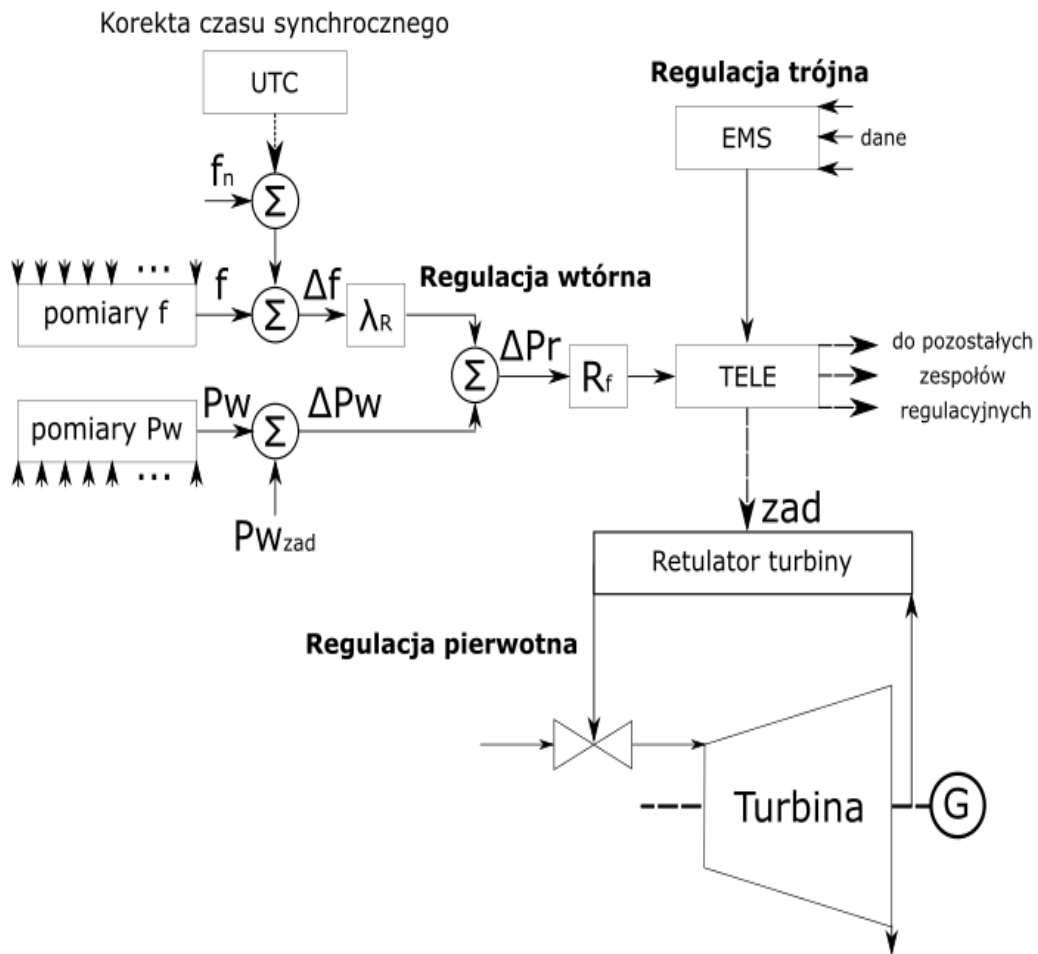 Korekta czasu synchrocznego
UTC
Regulacja trójna
EMS
dane
fn
Σ
...
f
Δf
Regulacja wtórna
pomiary f
Σ
λR
ΔPr
do pozostałych
Σ
Rf
TELE
zespołów
Pw
ΔPw
regulacyjnych
pomiary Pw
Σ
...
zad
Pwzad
Retulator turbiny
Regulacja pierwotna
Turbina
G